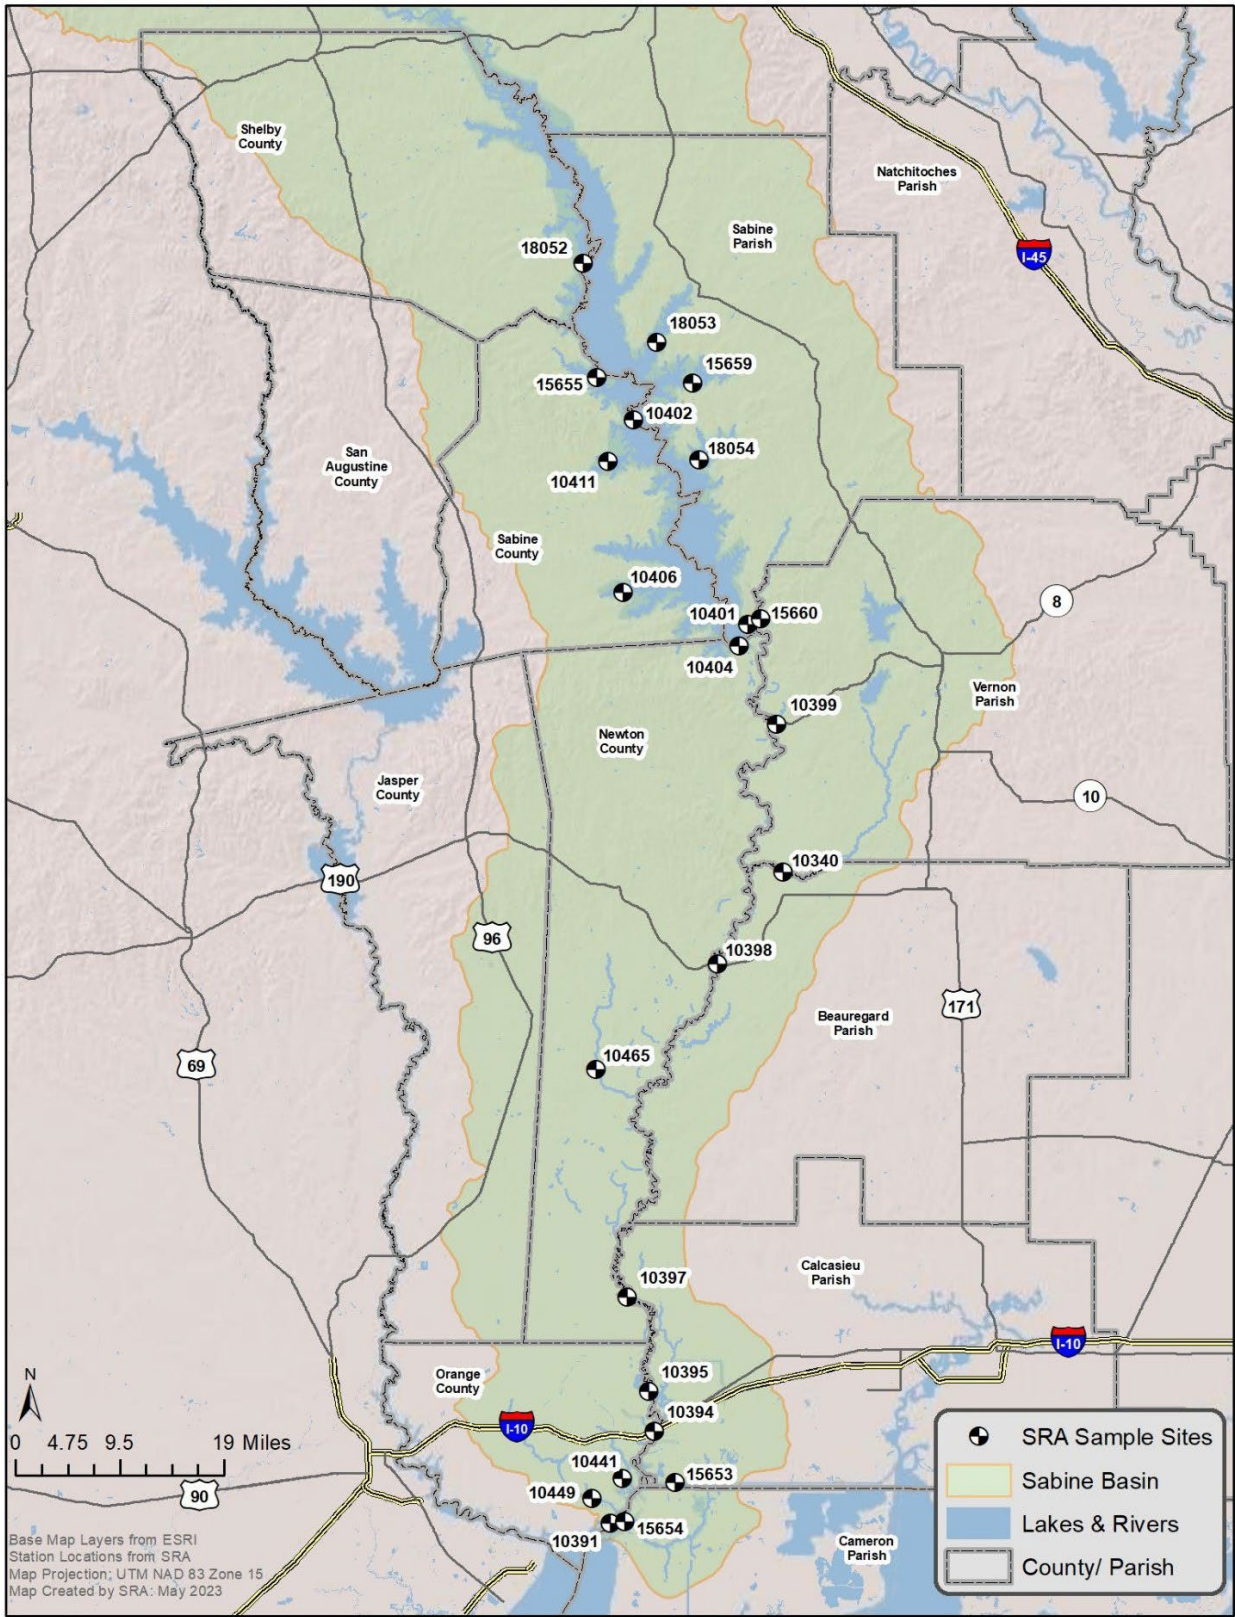 Shelby
County
Natchitoches
Parish
Sabine
Parish
18052
I-45
18053
15659
15655
10402
San
Augustine
County
18054
10411
Sabine
County
10406
8
10401
15660
10404
Vernon
Parish
10399
Newton
County
Jasper
County
10
10340
190
96
10398
171
Beauregard
Parish
69
10465
Calcasieu
Parish
10397
I-10
N
Orange
County
10395
10394
I-10
0 4.75 9.5 19 Miles
10441
15653
10449
90
10391
15654
Cameron
Parish
SRA Sample Sites
Sabine Basin
Lakes & Rivers
County/ Parish
Base Map Layers from ESRI
Station Locations from SRA
Map Projection; UTM NAD 83 Zone 15
Map Created by SRA: May 2023